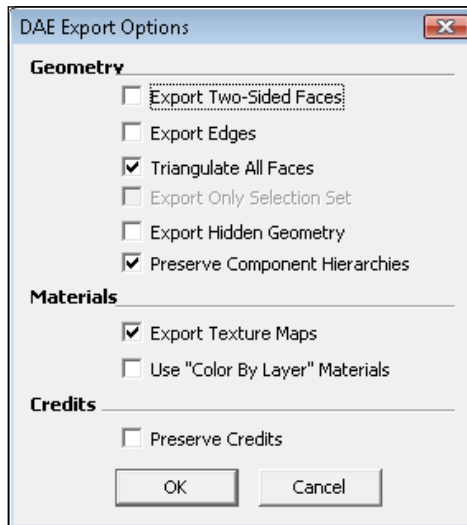 DAE Export Options
Geometry
Export Two-Sided Faces
Export Edges
Triangulate All Faces
Export Only Selection Set
Export Hidden Geometry
Preserve Component Hierarchies
Materials
Export Texture Maps
Use "Color By Layer" Materials
Credits
Preserve Credits
OK Cancel